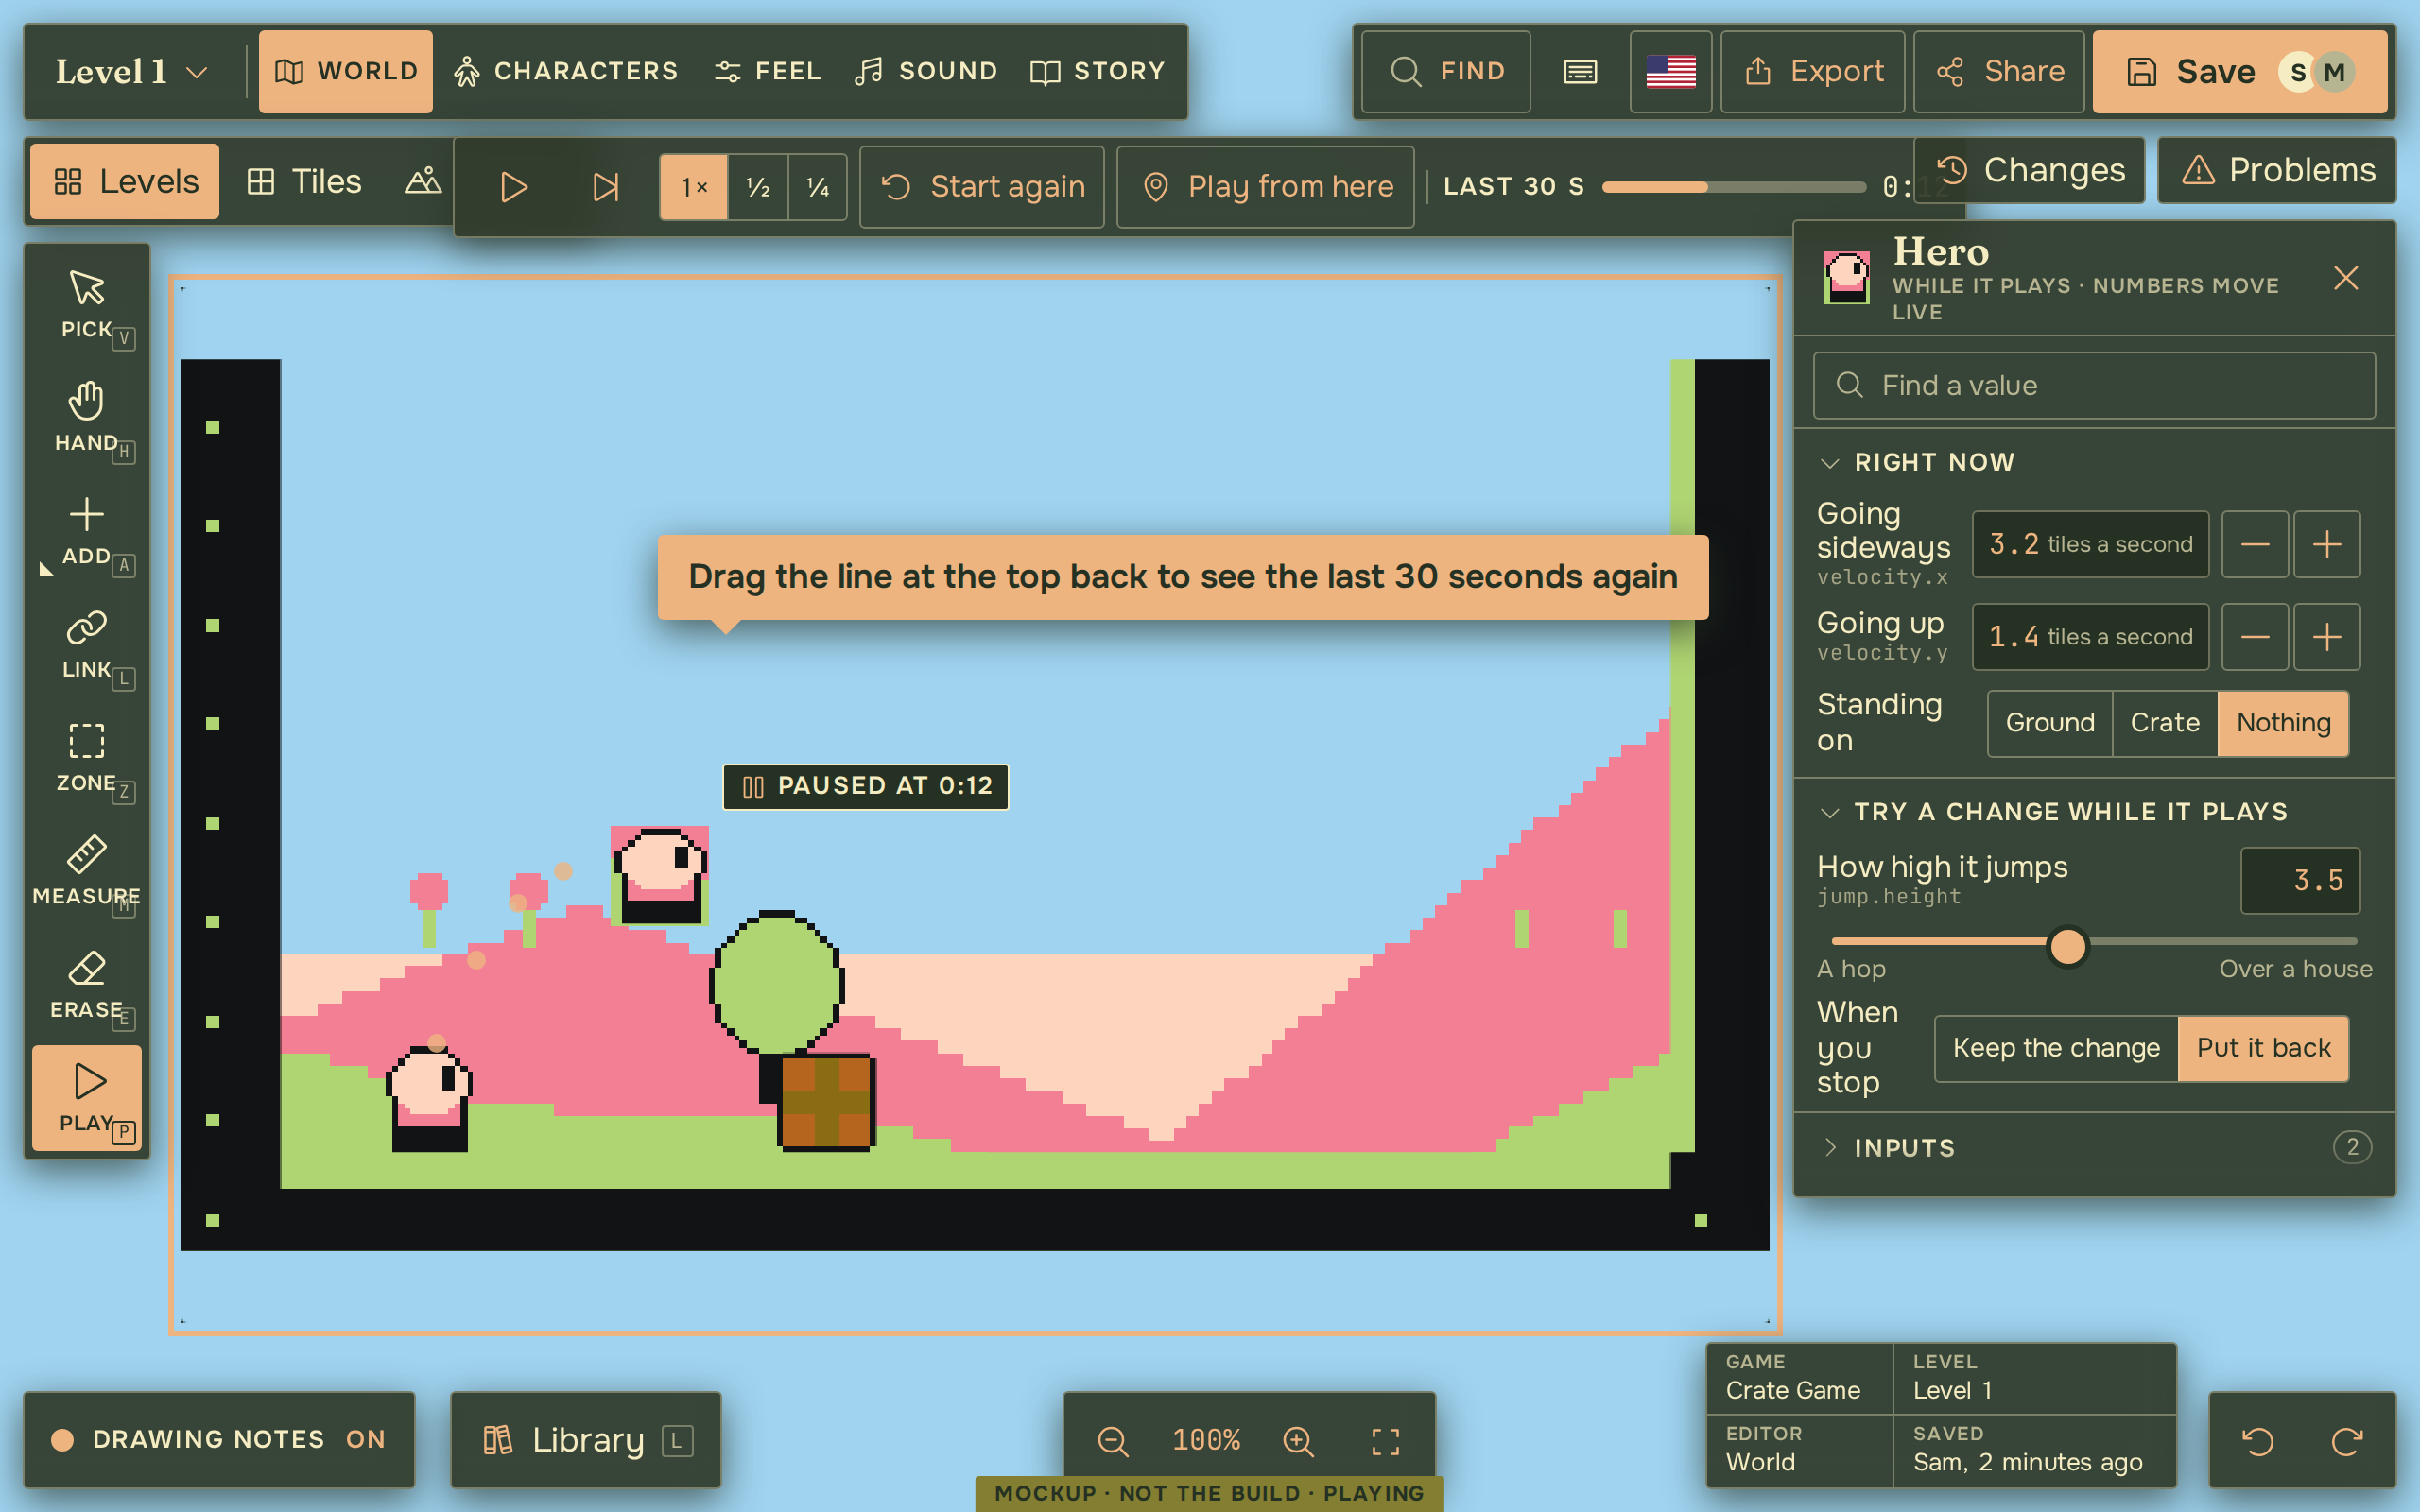 Level 1
WORLD
CHARACTERS
FEEL
SOUND
STORY
FIND
Export
Share
Save
S
M
Levels
Tiles
1×
½
¼
Start again
Play from here
LAST 30 S
0:12
Changes
Problems
PICK
V
HAND
H
ADD
A
LINK
L
ZONE
Z
MEASURE
M
ERASE
E
PLAY
P
Drag the line at the top back to see the last 30 seconds again
PAUSED AT 0:12
Hero
WHILE IT PLAYS · NUMBERS MOVE
LIVE
Find a value
RIGHT NOW
Going
sideways
velocity.x
3.2 tiles a second
Going up
velocity.y
1.4 tiles a second
Standing
on
Ground
Crate
Nothing
TRY A CHANGE WHILE IT PLAYS
How high it jumps
jump.height
3.5
A hop
Over a house
When
you
stop
Keep the change
Put it back
INPUTS
2
DRAWING NOTES ON
Library L
100%
GAME
Crate Game
LEVEL
Level 1
EDITOR
World
SAVED
Sam, 2 minutes ago
MOCKUP · NOT THE BUILD · PLAYING